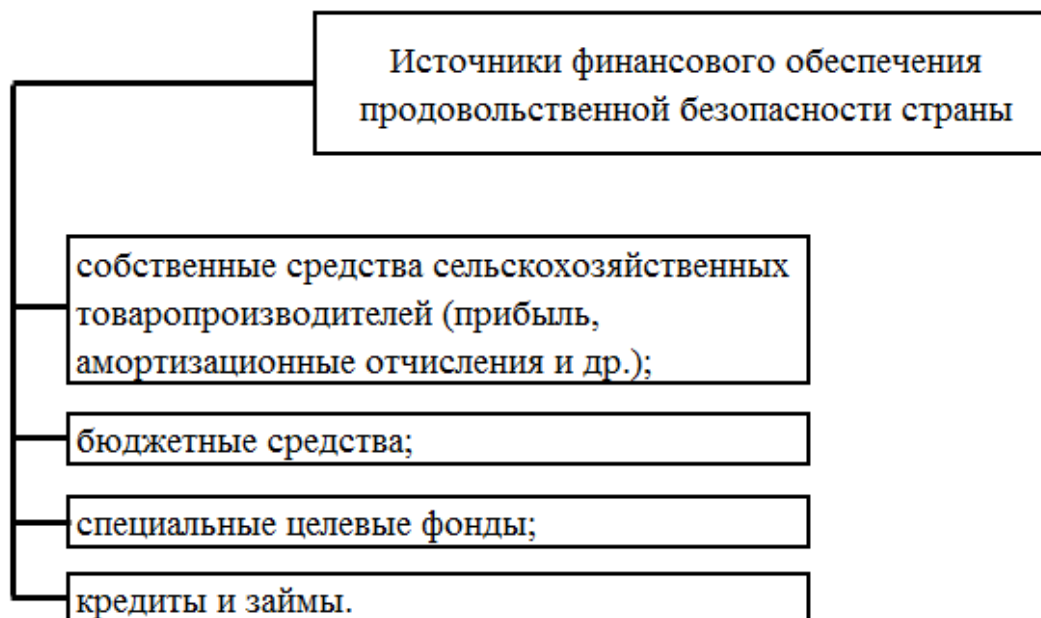 Источники финансового обеспечения
продовольственной безопасности страны
собственные средства сельскохозяйственных
товаропроизводителей (прибыль,
амортизационные отчисления и др.);
бюджетные средства;
специальные целевые фонды;
кредиты и займы.